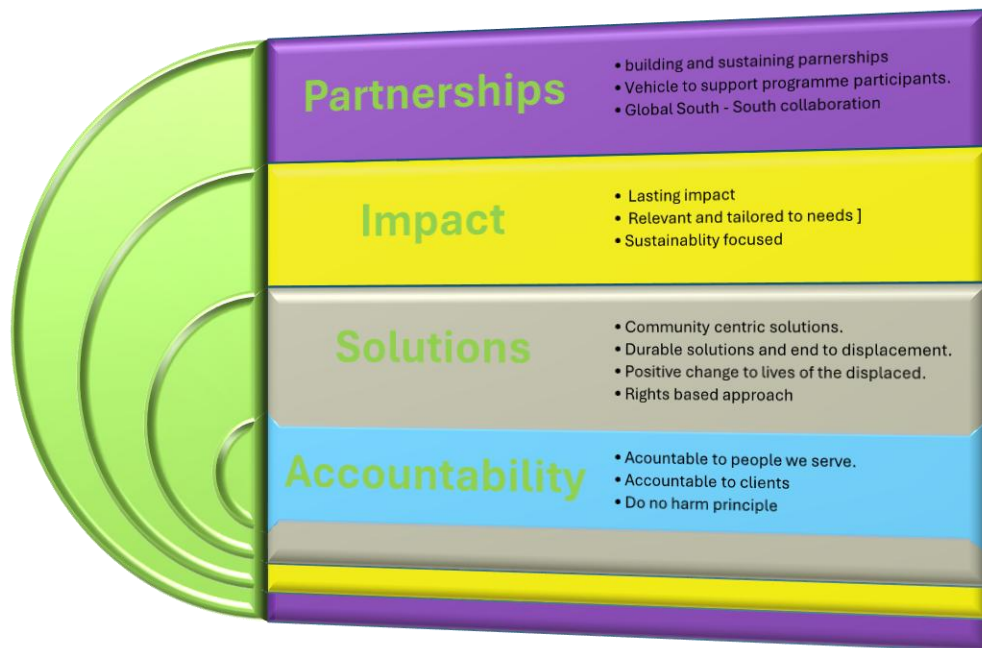 Partnerships
• building and sustaining parnerships
• Vehicle to support programme participants.
• Global South - South collaboration
Impact
• Lasting impact
• Relevant and tailored to needs ]
• Sustainablity focused
Solutions
• Community centric solutions.
• Durable solutions and end to displacement.
• Positive change to lives of the displaced.
• Rights based approach
Accountability
• Acountable to people we serve.
• Accountable to clients
• Do no harm principle